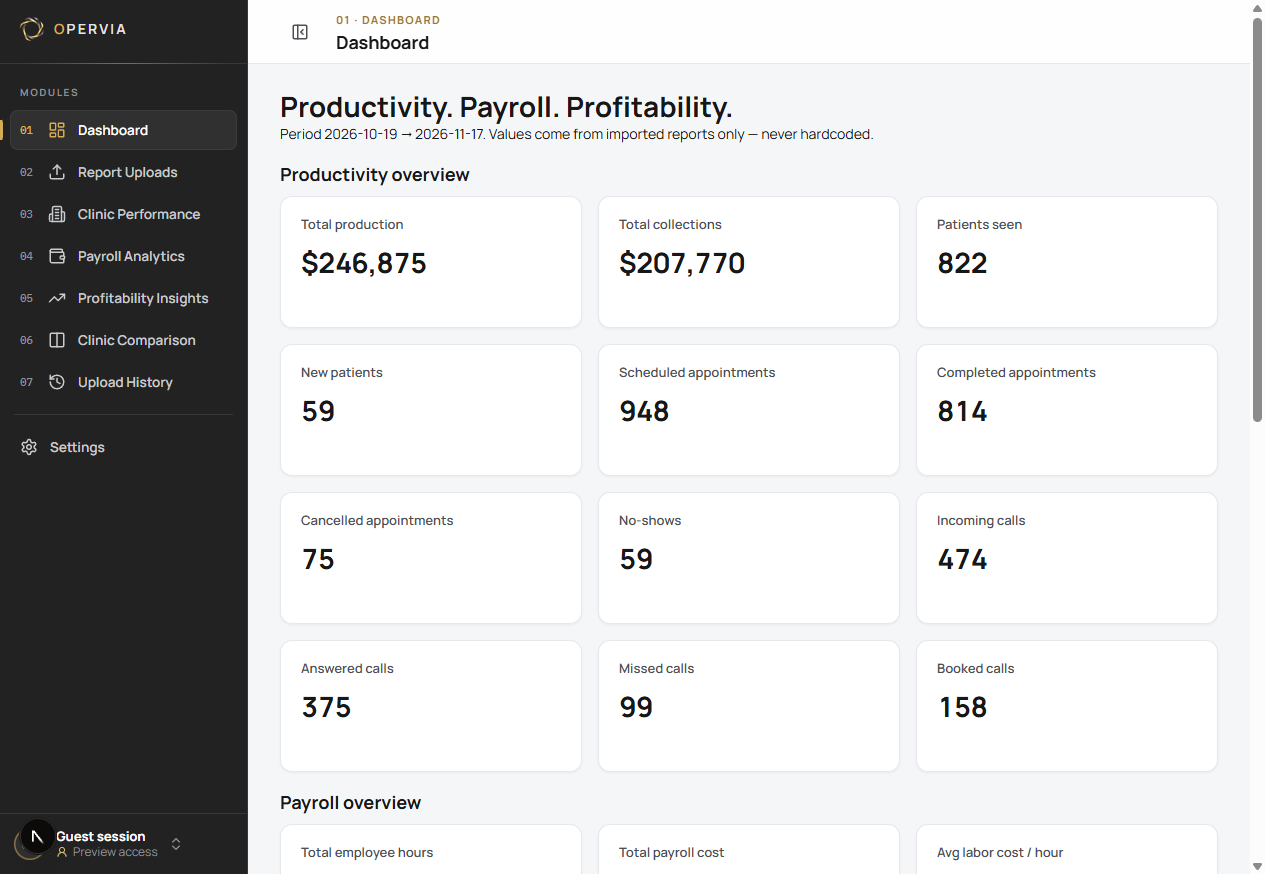 OPERVIA
MODULES
01 Dashboard
02 Report Uploads
03 Clinic Performance
04 Payroll Analytics
05 Profitability Insights
06 Clinic Comparison
07 Upload History
Settings
N
Guest session
Preview access
01 · DASHBOARD
Dashboard
Productivity. Payroll. Profitability.
Period 2026-10-19 → 2026-11-17. Values come from imported reports only — never hardcoded.
Productivity overview
Total production
$246,875
Total collections
$207,770
Patients seen
822
New patients
59
Scheduled appointments
948
Completed appointments
814
Cancelled appointments
75
No-shows
59
Incoming calls
474
Answered calls
375
Missed calls
99
Booked calls
158
Payroll overview
Total employee hours
Total payroll cost
Avg labor cost / hour